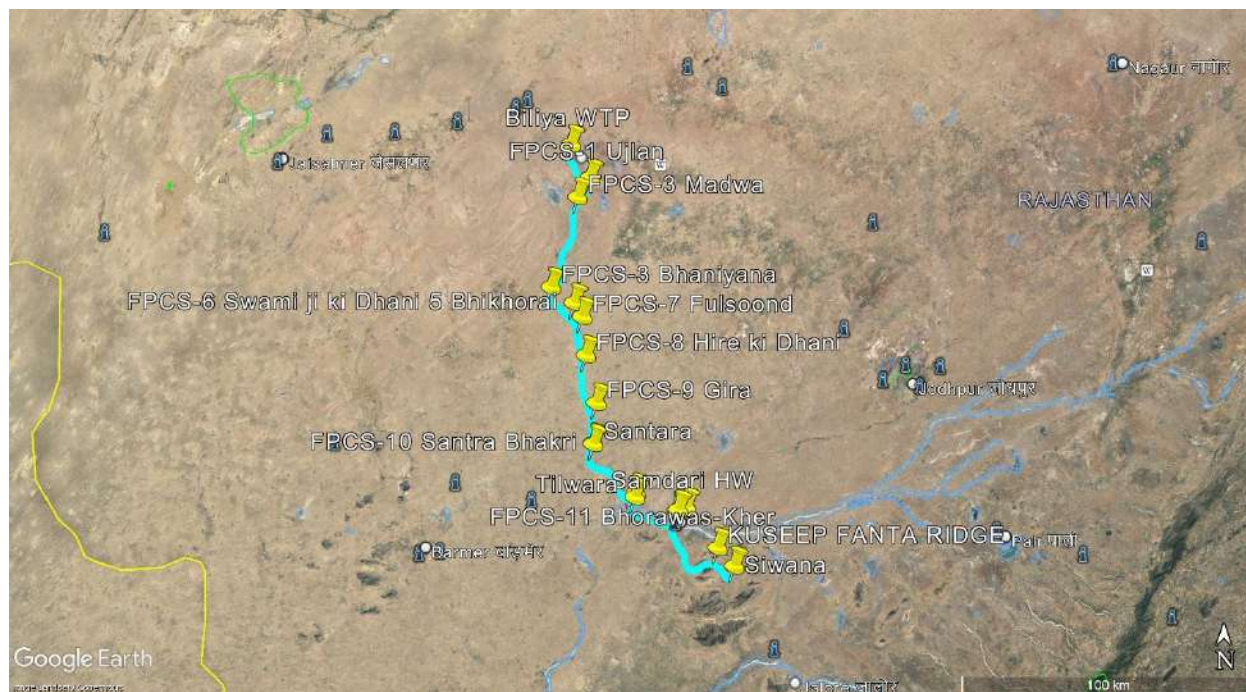 Nagaur नागौर
Biliya WTP
FPCS-1 Ujlan
Jaisalmer जैसलमेर
FPCS-3 Madwa
RAJASTHAN
FPCS-3 Bhaniyana
FPCS-6 Swami ji ki Dhani 5 Bhikhorai
FPCS-7 Fulsoond
FPCS-8 Hire ki Dhani
Jodhpur जोधपुर
FPCS-9 Gira
Santara
FPCS-10 Santra Bhakri
Tilwara
Samdari HW
FPCS-11 Bhorawas-Kher
KUSEEP FANTA RIDGE
Pali पाली
Barmer बाड़मेर
Siwana
Google Earth
N
Jalore जालोर
100 km